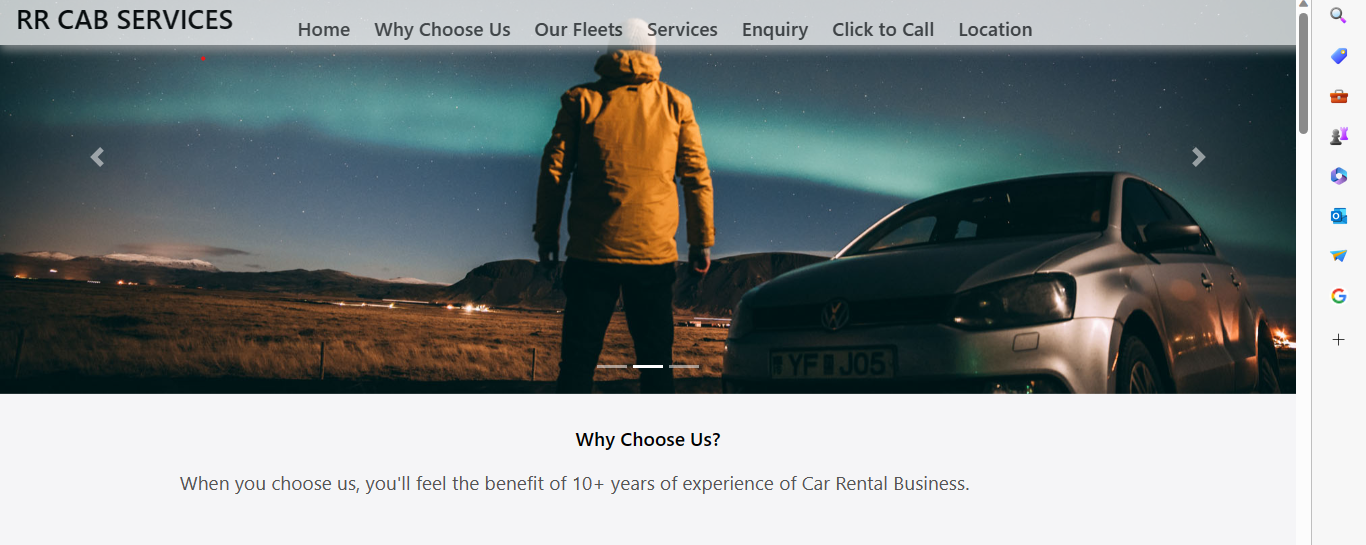 RR CAB SERVICES
Home Why Choose Us Our Fleets Services Enquiry Click to Call Location
YF JO5
Why Choose Us?
When you choose us, you'll feel the benefit of 10+ years of experience of Car Rental Business.